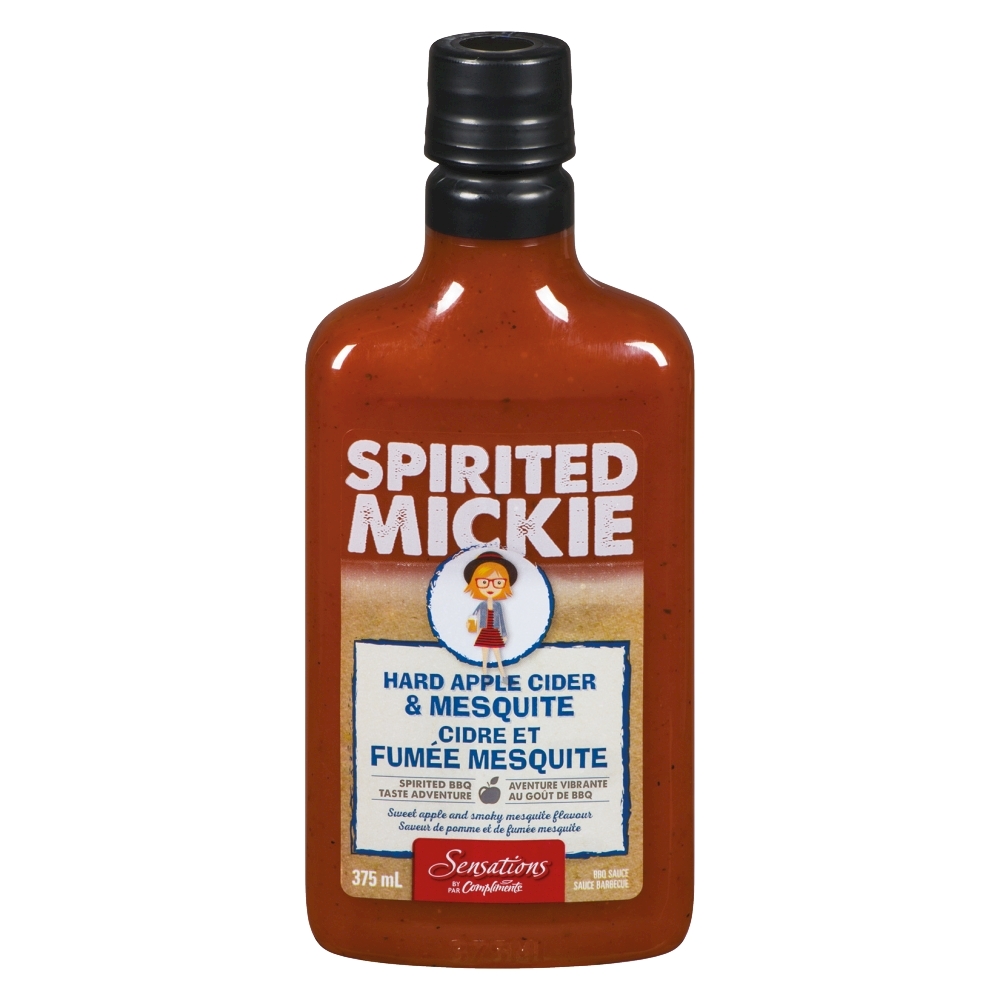 SPIRITED
MICKIE
HARD APPLE CIDER
& MESQUITE
CIDRE ET
FUMÉE MESQUITE
SPIRITED BBQ
TASTE ADVENTURE
AVENTURE VIBRANTE
AU GOÛT DE BBQ
Sweet apple and smoky mesquite flavour
Saveur de pomme et de fumée mesquite
Sensations
BY
PAR Compliments
375 mL
BBQ SAUCE
SAUCE BARBECUE